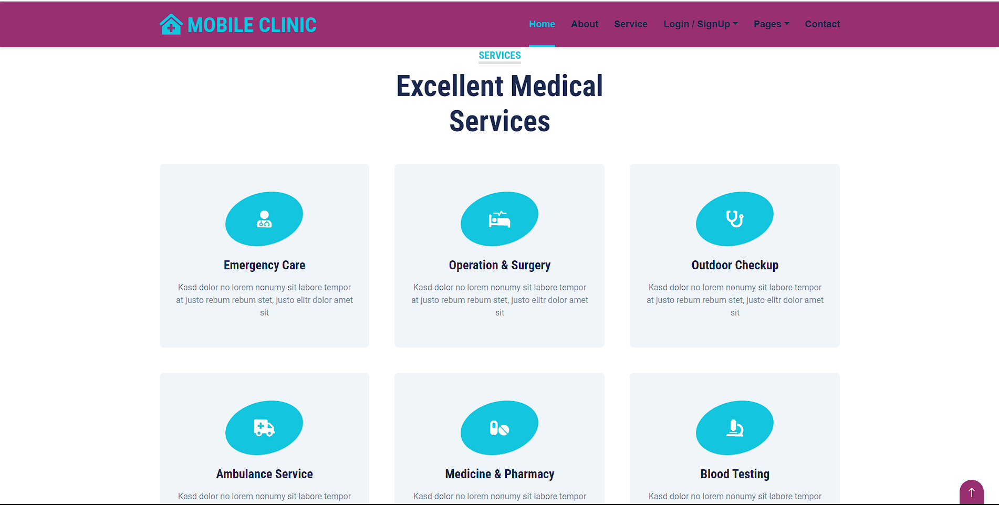 MOBILE CLINIC
Home About Service Login / SignUp Pages Contact
SERVICES
Excellent Medical
Services
Emergency Care
Kasd dolor no lorem nonumy sit labore tempor
at justo rebum rebum stet, justo elitr dolor amet
sit
Operation & Surgery
Kasd dolor no lorem nonumy sit labore tempor
at justo rebum rebum stet, justo elitr dolor amet
sit
Outdoor Checkup
Kasd dolor no lorem nonumy sit labore tempor
at justo rebum rebum stet, justo elitr dolor amet
sit
Ambulance Service
Kasd dolor no lorem nonumy sit labore tempor
Medicine & Pharmacy
Kasd dolor no lorem nonumy sit labore tempor
Blood Testing
Kasd dolor no lorem nonumy sit labore tempor